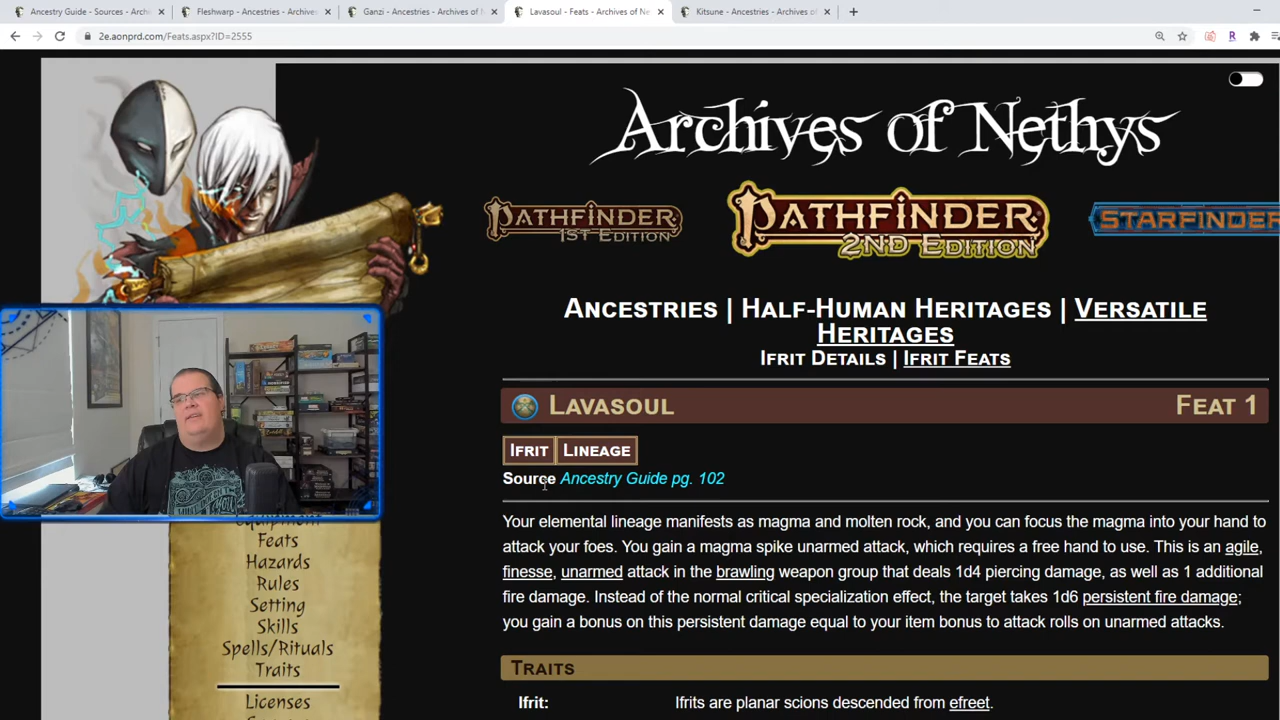 Ancestry Guide - Sources - Archi
Fleshwarp - Ancestries - Archives
Ganzi - Ancestries - Archives of N
Lavasoul - Feats - Archives of Ne
Kitsune - Ancestries - Archives of
2e.aonprd.com/Feats.aspx?ID=2555
Archives of Nethys
PATHFINDER
1ST EDITION
PATHFINDER
2ND EDITION
STARFINDER
Ancestries | Half-Human Heritages | Versatile
Heritages
Ifrit Details | Ifrit Feats
Lavasoul Feat 1
Ifrit Lineage
Source Ancestry Guide pg. 102
Your elemental lineage manifests as magma and molten rock, and you can focus the magma into your hand to
attack your foes. You gain a magma spike unarmed attack, which requires a free hand to use. This is an agile,
finesse, unarmed attack in the brawling weapon group that deals 1d4 piercing damage, as well as 1 additional
fire damage. Instead of the normal critical specialization effect, the target takes 1d6 persistent fire damage;
you gain a bonus on this persistent damage equal to your item bonus to attack rolls on unarmed attacks.
Traits
Ifrit: Ifrits are planar scions descended from efreet.
Equipment
Feats
Hazards
Rules
Setting
Skills
Spells/Rituals
Traits
Licenses